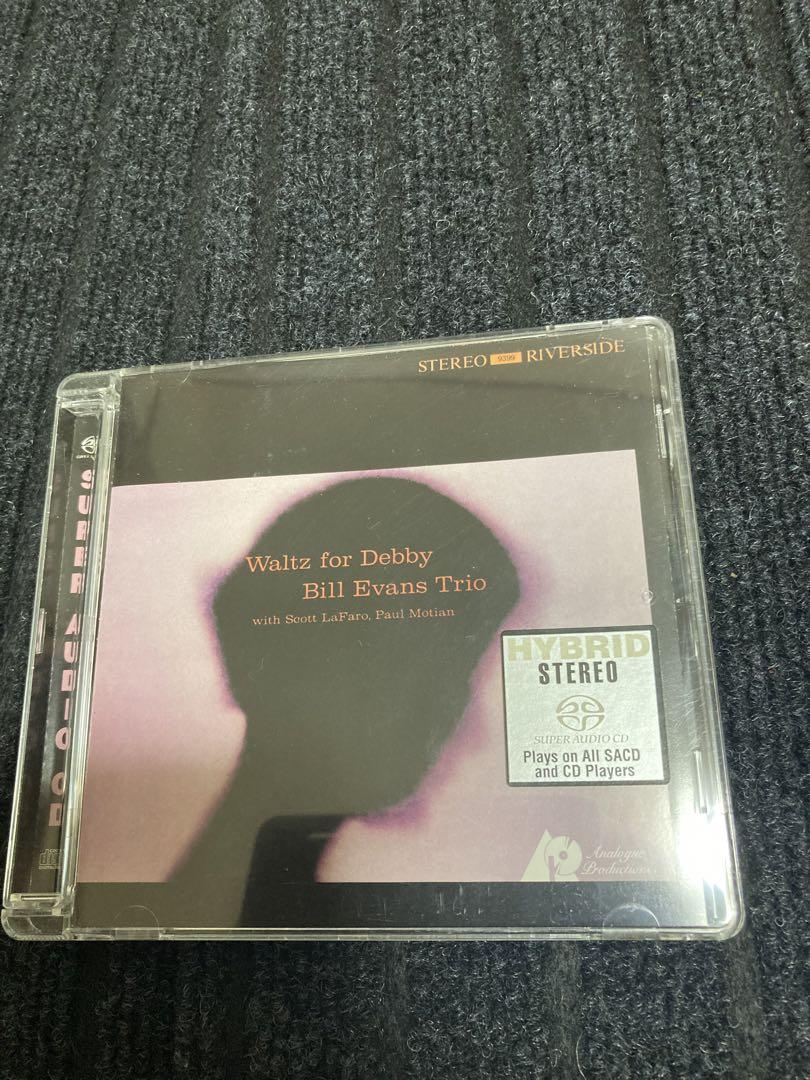 STEREO 9399 RIVERSIDE
SUPER AUDIO CD
Waltz for Debby
Bill Evans Trio
with Scott LaFaro, Paul Motian
HYBRID
STEREO
SUPER AUDIO CD
Plays on All SACD
and CD Players
Analogue
Productions